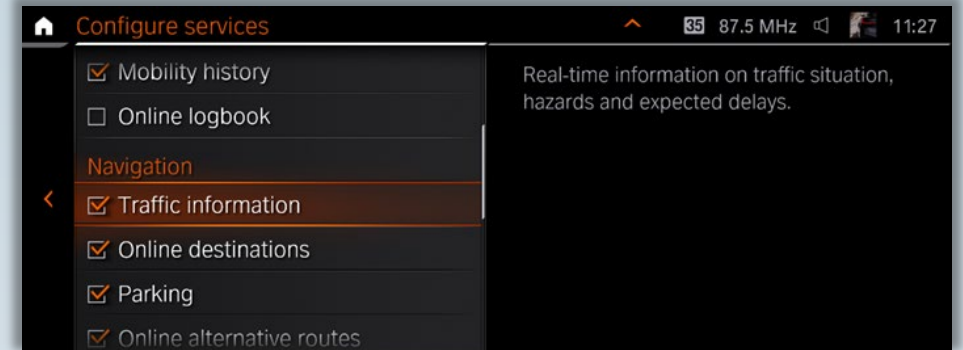 Configure services
35 87.5 MHz 11:27
Mobility history
Online logbook
Navigation
Traffic information
Online destinations
Parking
Online alternative routes
Real-time information on traffic situation,
hazards and expected delays.